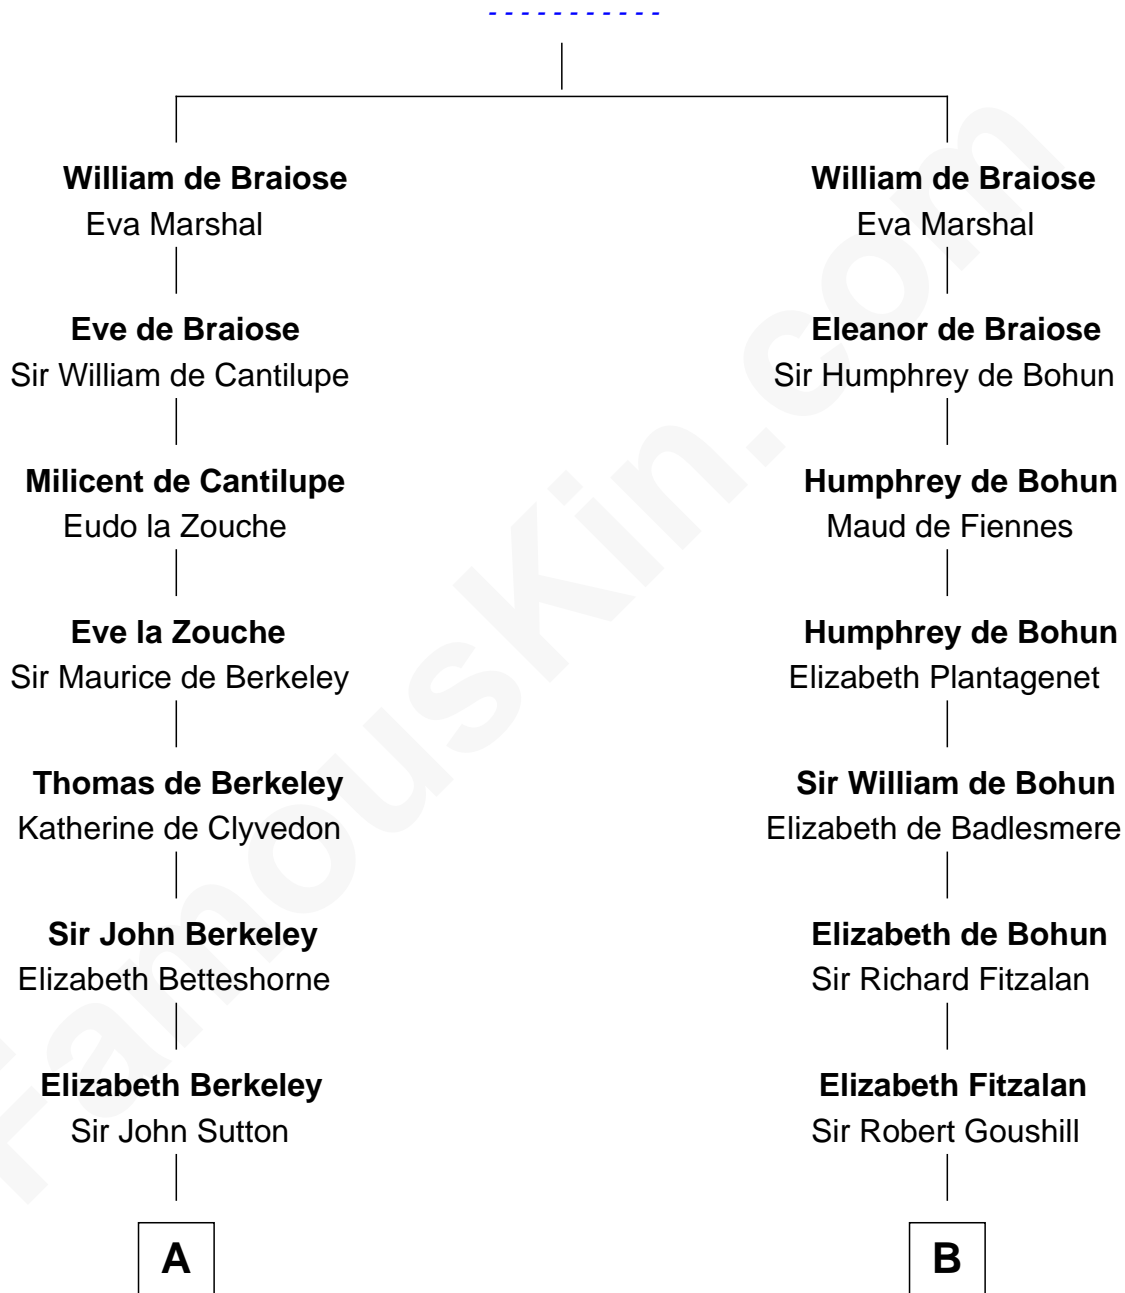 - - - - - - - - - - -
William de Braiose
Eva Marshal
Eve de Braiose
Sir William de Cantilupe
Milicent de Cantilupe
Eudo la Zouche
Eve la Zouche
Sir Maurice de Berkeley
Thomas de Berkeley
Katherine de Clyvedon
Sir John Berkeley
Elizabeth Betteshorne
Elizabeth Berkeley
Sir John Sutton
A
William de Braiose
Eva Marshal
Eleanor de Braiose
Sir Humphrey de Bohun
Humphrey de Bohun
Maud de Fiennes
Humphrey de Bohun
Elizabeth Plantagenet
Sir William de Bohun
Elizabeth de Badlesmere
Elizabeth de Bohun
Sir Richard Fitzalan
Elizabeth Fitzalan
Sir Robert Goushill
B
FamousKin.com